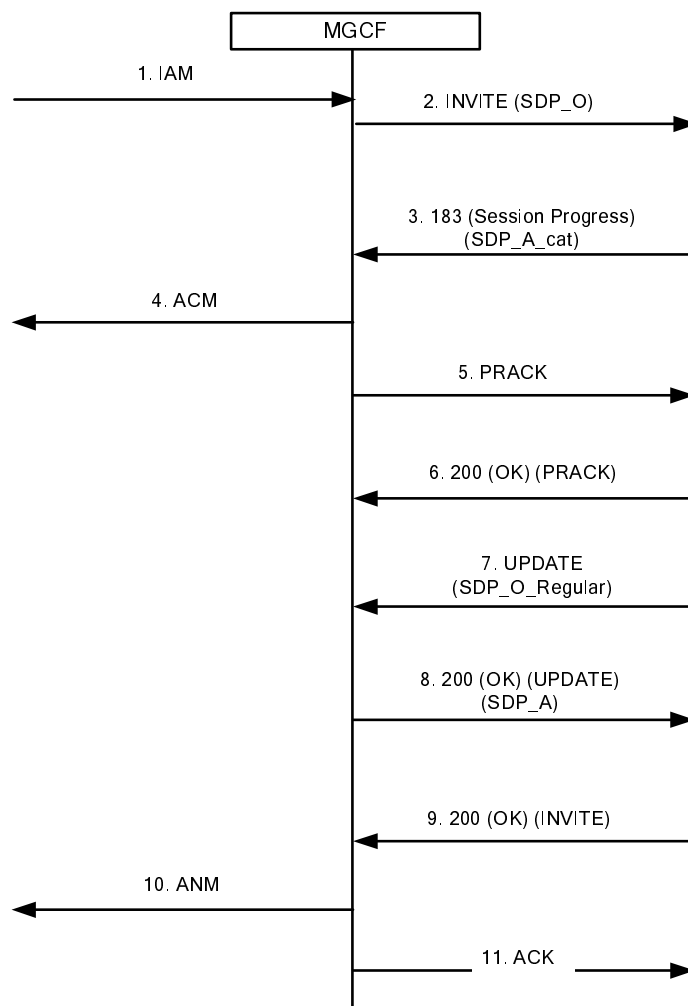 MGCF
1. IAM
2. INVITE (SDP_O)
3. 183 (Session Progress)
(SDP_A_cat)
4. ACM
5. PRACK
6. 200 (OK) (PRACK)
7. UPDATE
(SDP_O_Regular)
8. 200 (OK) (UPDATE)
(SDP_A)
9. 200 (OK) (INVITE)
10. ANM
11. ACK